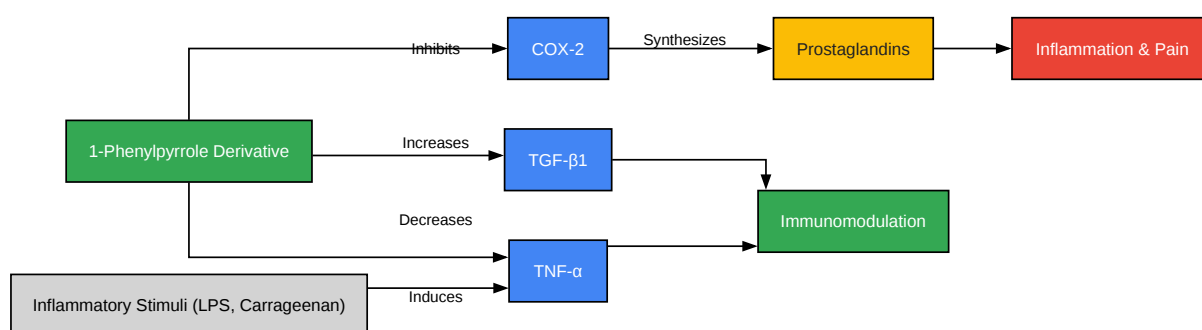 Inhibits
COX-2
Synthesizes
Prostaglandins
Inflammation & Pain
1-Phenylpyrrole Derivative
Increases
TGF-β1
Decreases
Immunomodulation
TNF-α
Inflammatory Stimuli (LPS, Carrageenan)
Induces